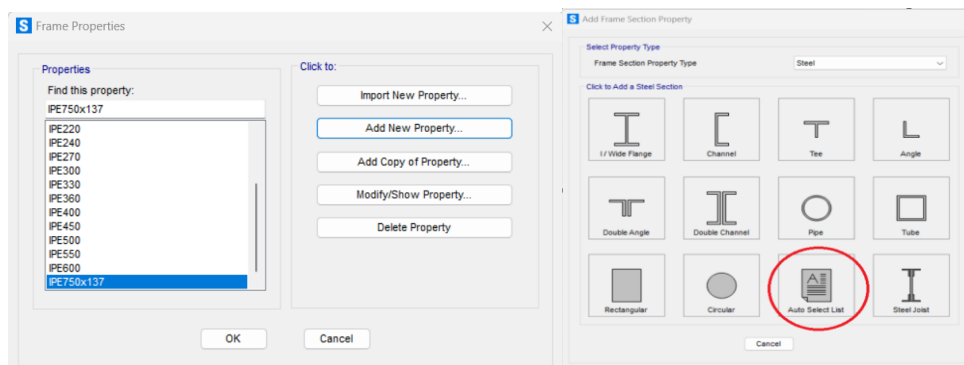 S Frame Properties
Properties
Find this property:
IPE750x137
IPE220
IPE240
IPE270
IPE300
IPE330
IPE360
IPE400
IPE450
IPE500
IPE550
IPE600
IPE750x137
Click to:
Import New Property...
Add New Property...
Add Copy of Property...
Modify/Show Property...
Delete Property
OK
Cancel
S Add Frame Section Property
Select Property Type
Frame Section Property Type
Steel
Click to Add a Steel Section
I / Wide Flange
Channel
Tee
Angle
Double Angle
Double Channel
Pipe
Tube
Rectangular
Circular
A
Auto Select List
Steel Joist
Cancel